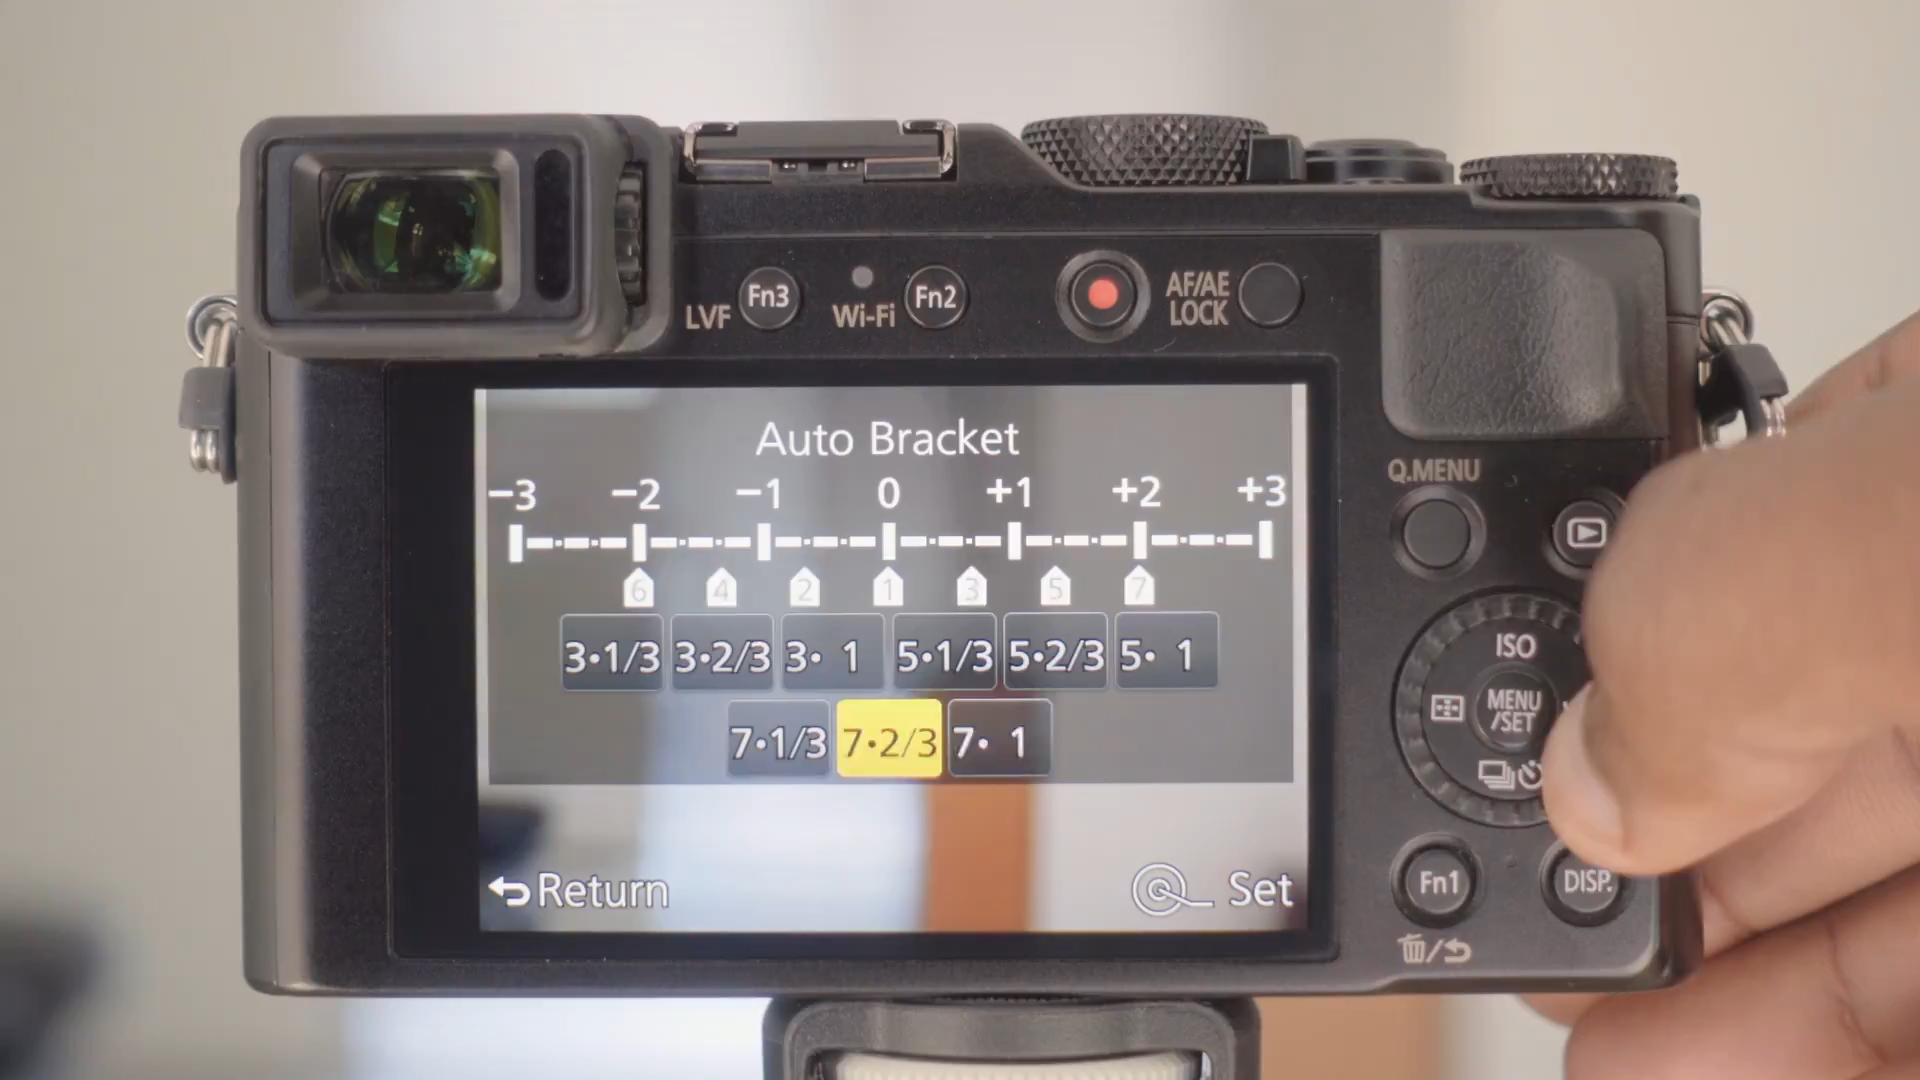 LVF Fn3 Wi-Fi Fn2 AF/AE LOCK
Auto Bracket
−3 −2 −1 0 +1 +2 +3
6 4 2 1 3 5 7
3•1/3 3•2/3 3• 1 5•1/3 5•2/3 5• 1
7•1/3 7•2/3 7• 1
Return Set
Q.MENU
ISO
MENU /SET
Fn1 DISP.